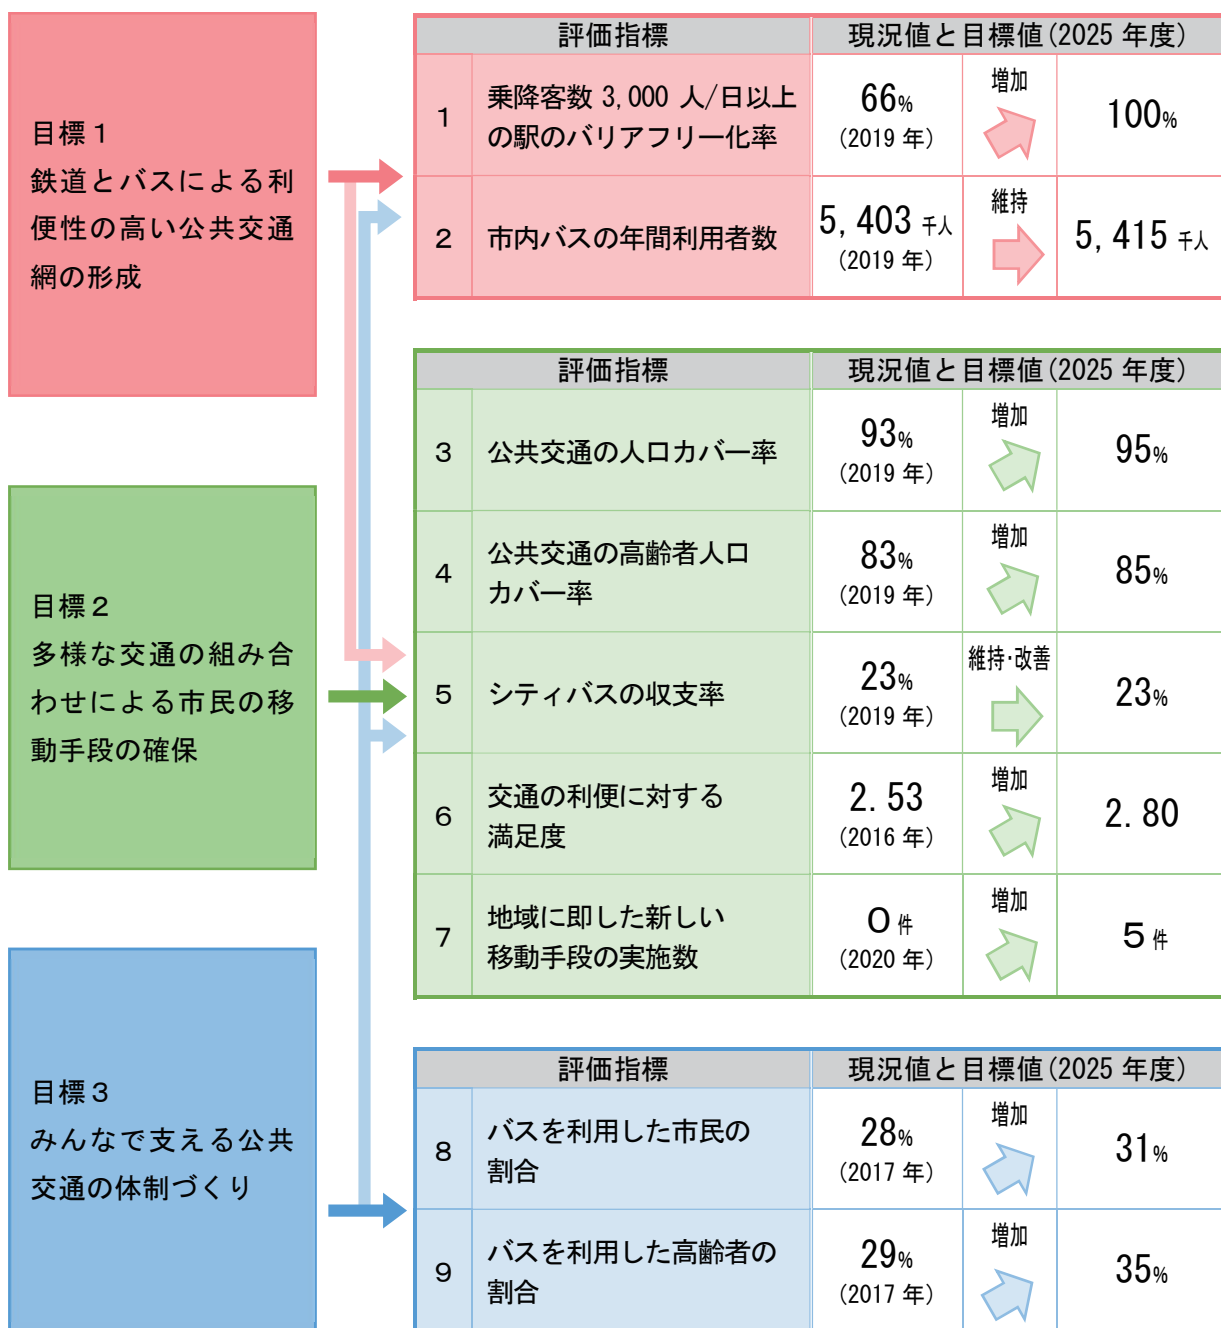 目標１
鉄道とバスによる利
便性の高い公共交通
網の形成
評価指標 現況値と目標値(2025 年度)
1 乗降客数 3,000 人/日以上
の駅のバリアフリー化率
66%
(2019 年)
増加
100%
2 市内バスの年間利用者数
5,403 千人
(2019 年)
維持
5,415 千人
目標２
多様な交通の組み合
わせによる市民の移
動手段の確保
評価指標 現況値と目標値(2025 年度)
3 公共交通の人口カバー率
93%
(2019 年)
増加
95%
4 公共交通の高齢者人口
カバー率
83%
(2019 年)
増加
85%
5 シティバスの収支率
23%
(2019 年)
維持・改善
23%
6 交通の利便に対する
満足度
2.53
(2016 年)
増加
2.80
7 地域に即した新しい
移動手段の実施数
0 件
(2020 年)
増加
5 件
目標３
みんなで支える公共
交通の体制づくり
評価指標 現況値と目標値(2025 年度)
8 バスを利用した市民の
割合
28%
(2017 年)
増加
31%
9 バスを利用した高齢者の
割合
29%
(2017 年)
増加
35%